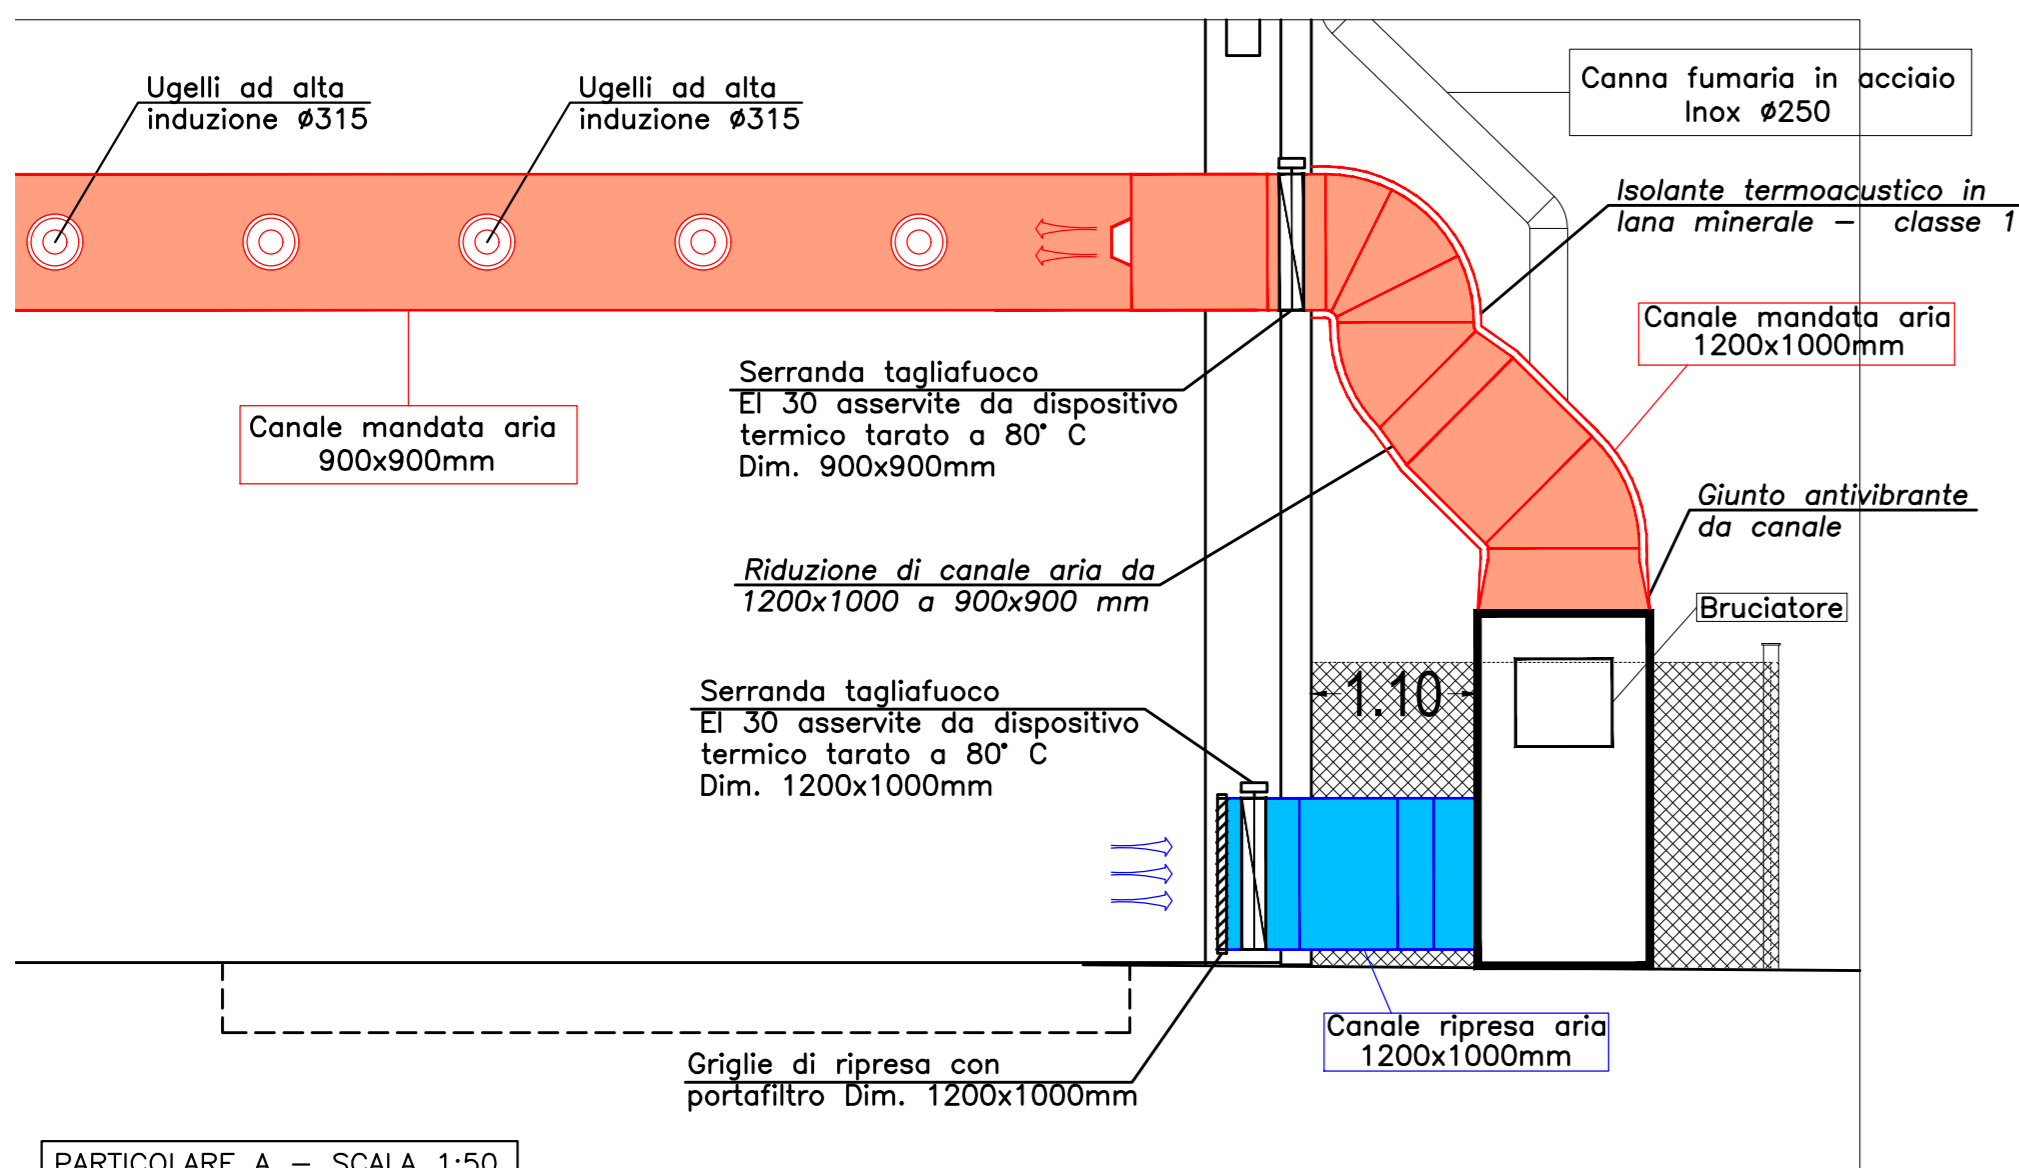 Ugelli ad alta
induzione ø315
Ugelli ad alta
induzione ø315
Canna fumaria in acciaio
Inox ø250
Isolante termoacustico in
lana minerale – classe 1
Canale mandata aria
1200x1000mm
Serranda tagliafuoco
EI 30 asservite da dispositivo
termico tarato a 80° C
Dim. 900x900mm
Canale mandata aria
900x900mm
Giunto antivibrante
da canale
Riduzione di canale aria da
1200x1000 a 900x900 mm
Bruciatore
Serranda tagliafuoco
EI 30 asservite da dispositivo
termico tarato a 80° C
Dim. 1200x1000mm
1.10
Canale ripresa aria
1200x1000mm
Griglie di ripresa con
portafiltro Dim. 1200x1000mm
PARTICOLARE A – SCALA 1:50